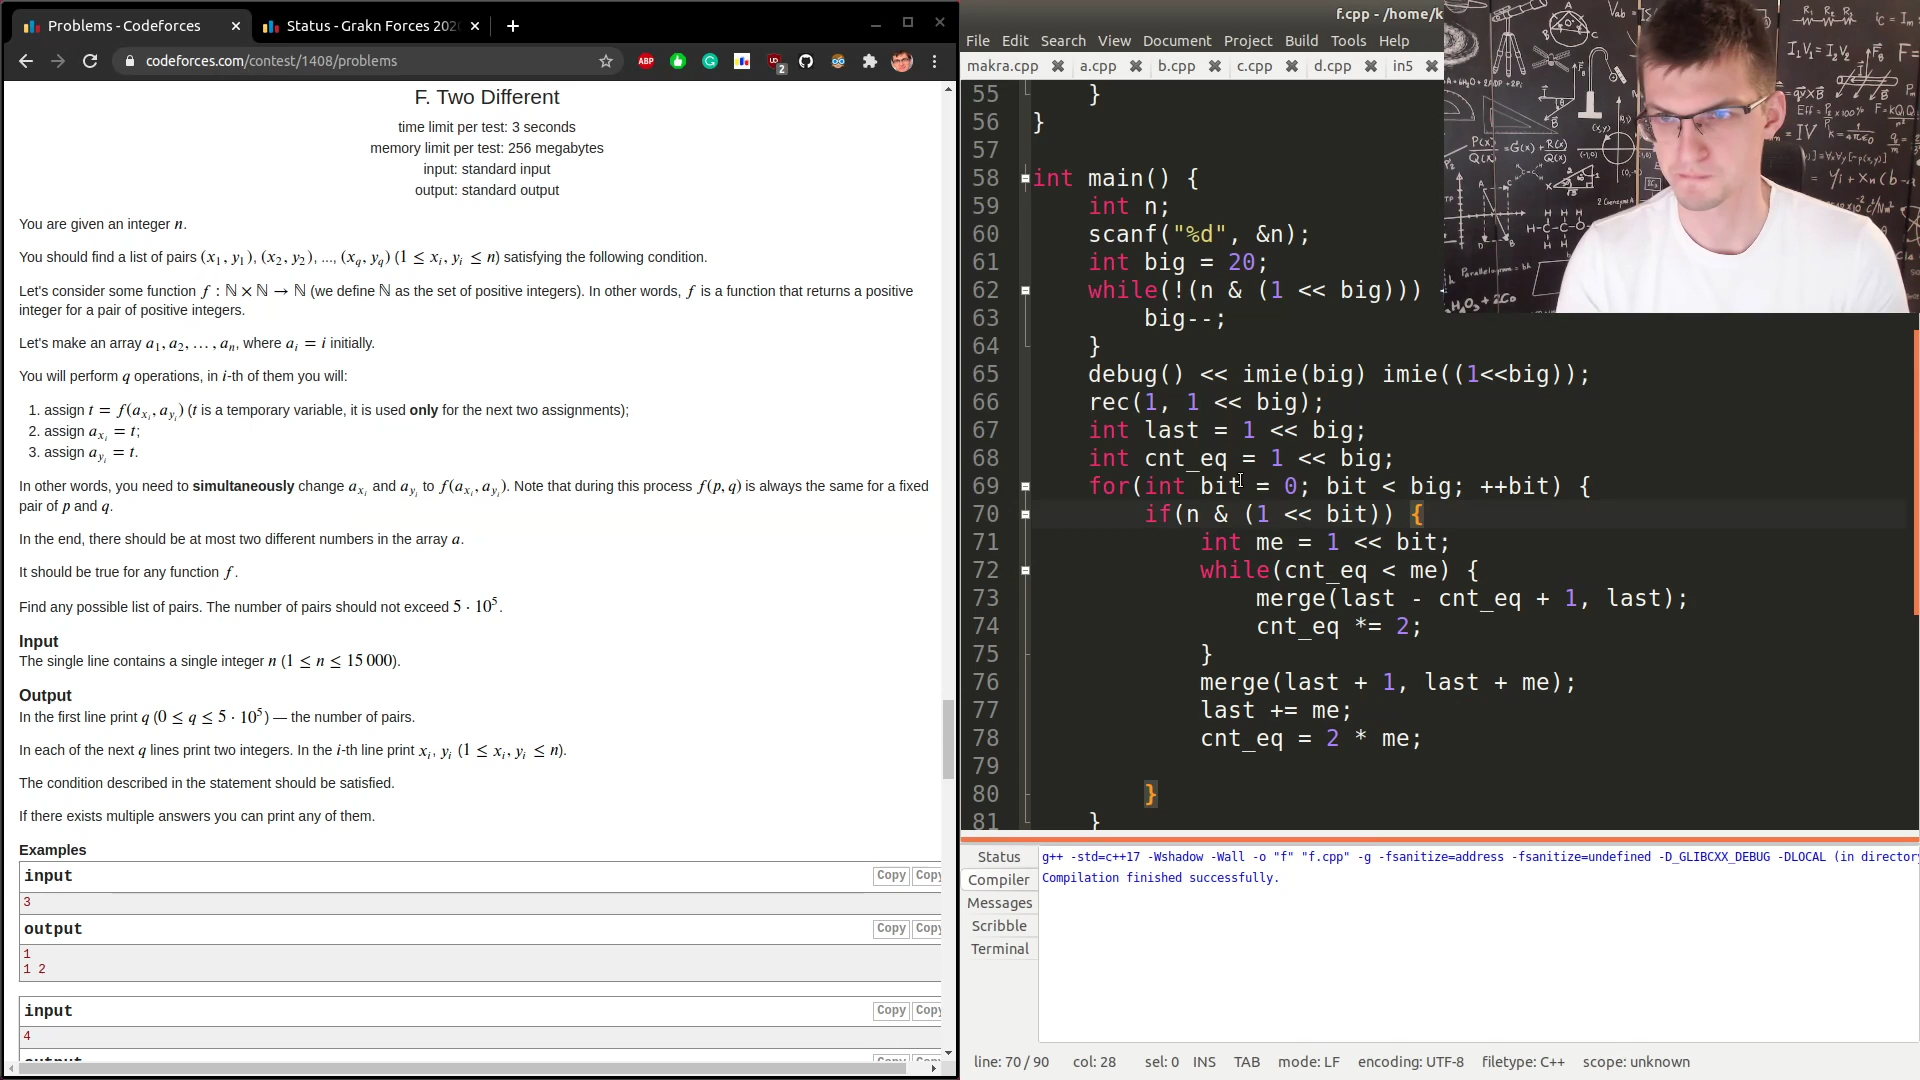 Problems - Codeforces
Status - Grakn Forces 2020
codeforces.com/contest/1408/problems
F. Two Different
time limit per test: 3 seconds
memory limit per test: 256 megabytes
input: standard input
output: standard output
You are given an integer n.
You should find a list of pairs (x₁, y₁), (x₂, y₂), ..., (x_q, y_q) (1 ≤ xᵢ, yᵢ ≤ n) satisfying the following condition.
Let's consider some function f : ℕ × ℕ → ℕ (we define ℕ as the set of positive integers). In other words, f is a function that returns a positive
integer for a pair of positive integers.
Let's make an array a₁, a₂, … , aₙ, where aᵢ = i initially.
You will perform q operations, in i-th of them you will:
1. assign t = f(a_xᵢ, a_yᵢ) (t is a temporary variable, it is used only for the next two assignments);
2. assign a_xᵢ = t;
3. assign a_yᵢ = t.
In other words, you need to simultaneously change a_xᵢ and a_yᵢ to f(a_xᵢ, a_yᵢ). Note that during this process f(p, q) is always the same for a fixed
pair of p and q.
In the end, there should be at most two different numbers in the array a.
It should be true for any function f.
Find any possible list of pairs. The number of pairs should not exceed 5 · 10⁵.
Input
The single line contains a single integer n (1 ≤ n ≤ 15 000).
Output
In the first line print q (0 ≤ q ≤ 5 · 10⁵) — the number of pairs.
In each of the next q lines print two integers. In the i-th line print xᵢ, yᵢ (1 ≤ xᵢ, yᵢ ≤ n).
The condition described in the statement should be satisfied.
If there exists multiple answers you can print any of them.
Examples
input
Copy
Copy
3
output
Copy
Copy
1
1 2
input
Copy
Copy
4
f.cpp - /home/k
File Edit Search View Document Project Build Tools Help
makra.cpp a.cpp b.cpp c.cpp d.cpp in5
55 }
56 }
57
58 int main() {
59 int n;
60 scanf("%d", &n);
61 int big = 20;
62 while(!(n & (1 << big)))
63 big--;
64 }
65 debug() << imie(big) imie((1<<big));
66 rec(1, 1 << big);
67 int last = 1 << big;
68 int cnt_eq = 1 << big;
69 for(int bit = 0; bit < big; ++bit) {
70 if(n & (1 << bit)) {
71 int me = 1 << bit;
72 while(cnt_eq < me) {
73 merge(last - cnt_eq + 1, last);
74 cnt_eq *= 2;
75 }
76 merge(last + 1, last + me);
77 last += me;
78 cnt_eq = 2 * me;
79
80 }
81 }
Status
Compiler
Messages
Scribble
Terminal
g++ -std=c++17 -Wshadow -Wall -o "f" "f.cpp" -g -fsanitize=address -fsanitize=undefined -D_GLIBCXX_DEBUG -DLOCAL (in directory
Compilation finished successfully.
line: 70 / 90 col: 28 sel: 0 INS TAB mode: LF encoding: UTF-8 filetype: C++ scope: unknown